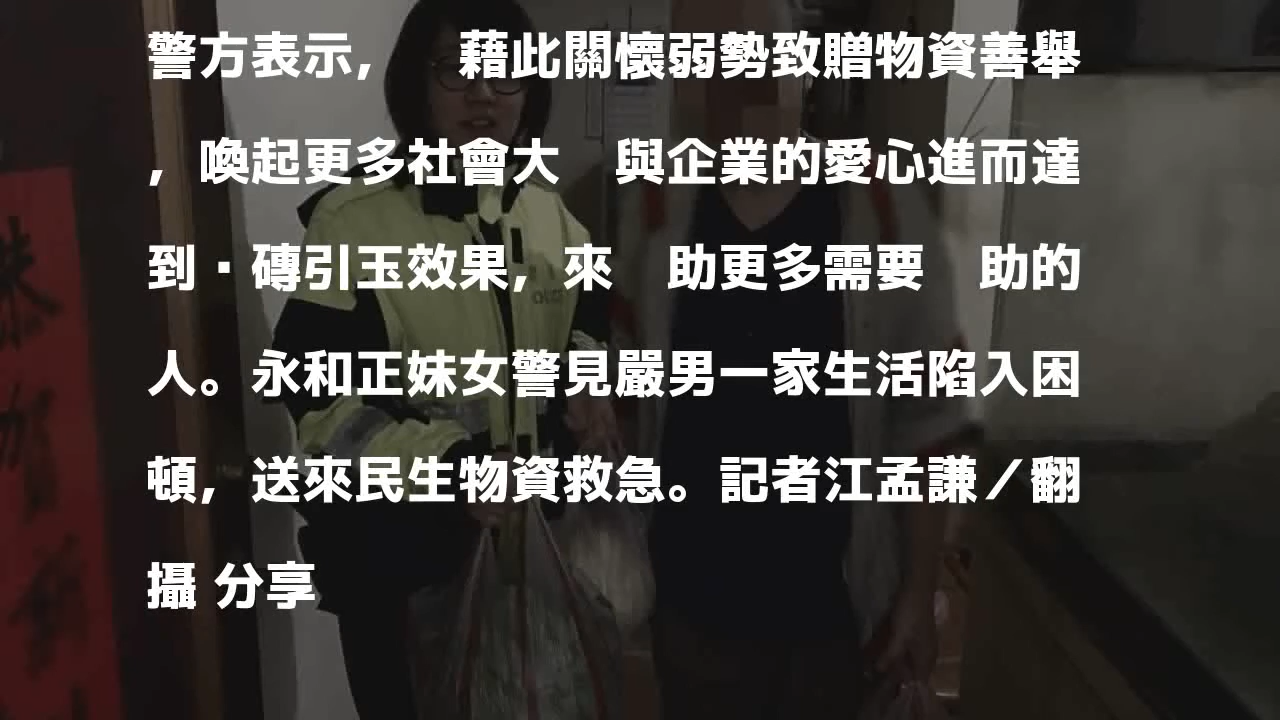 警方表示，　藉此關懷弱勢致贈物資善舉
，喚起更多社會大　與企業的愛心進而達
到·磚引玉效果，來　助更多需要　助的
人。永和正妹女警見嚴男一家生活陷入困
頓，送來民生物資救急。記者江孟謙／翻
攝 分享